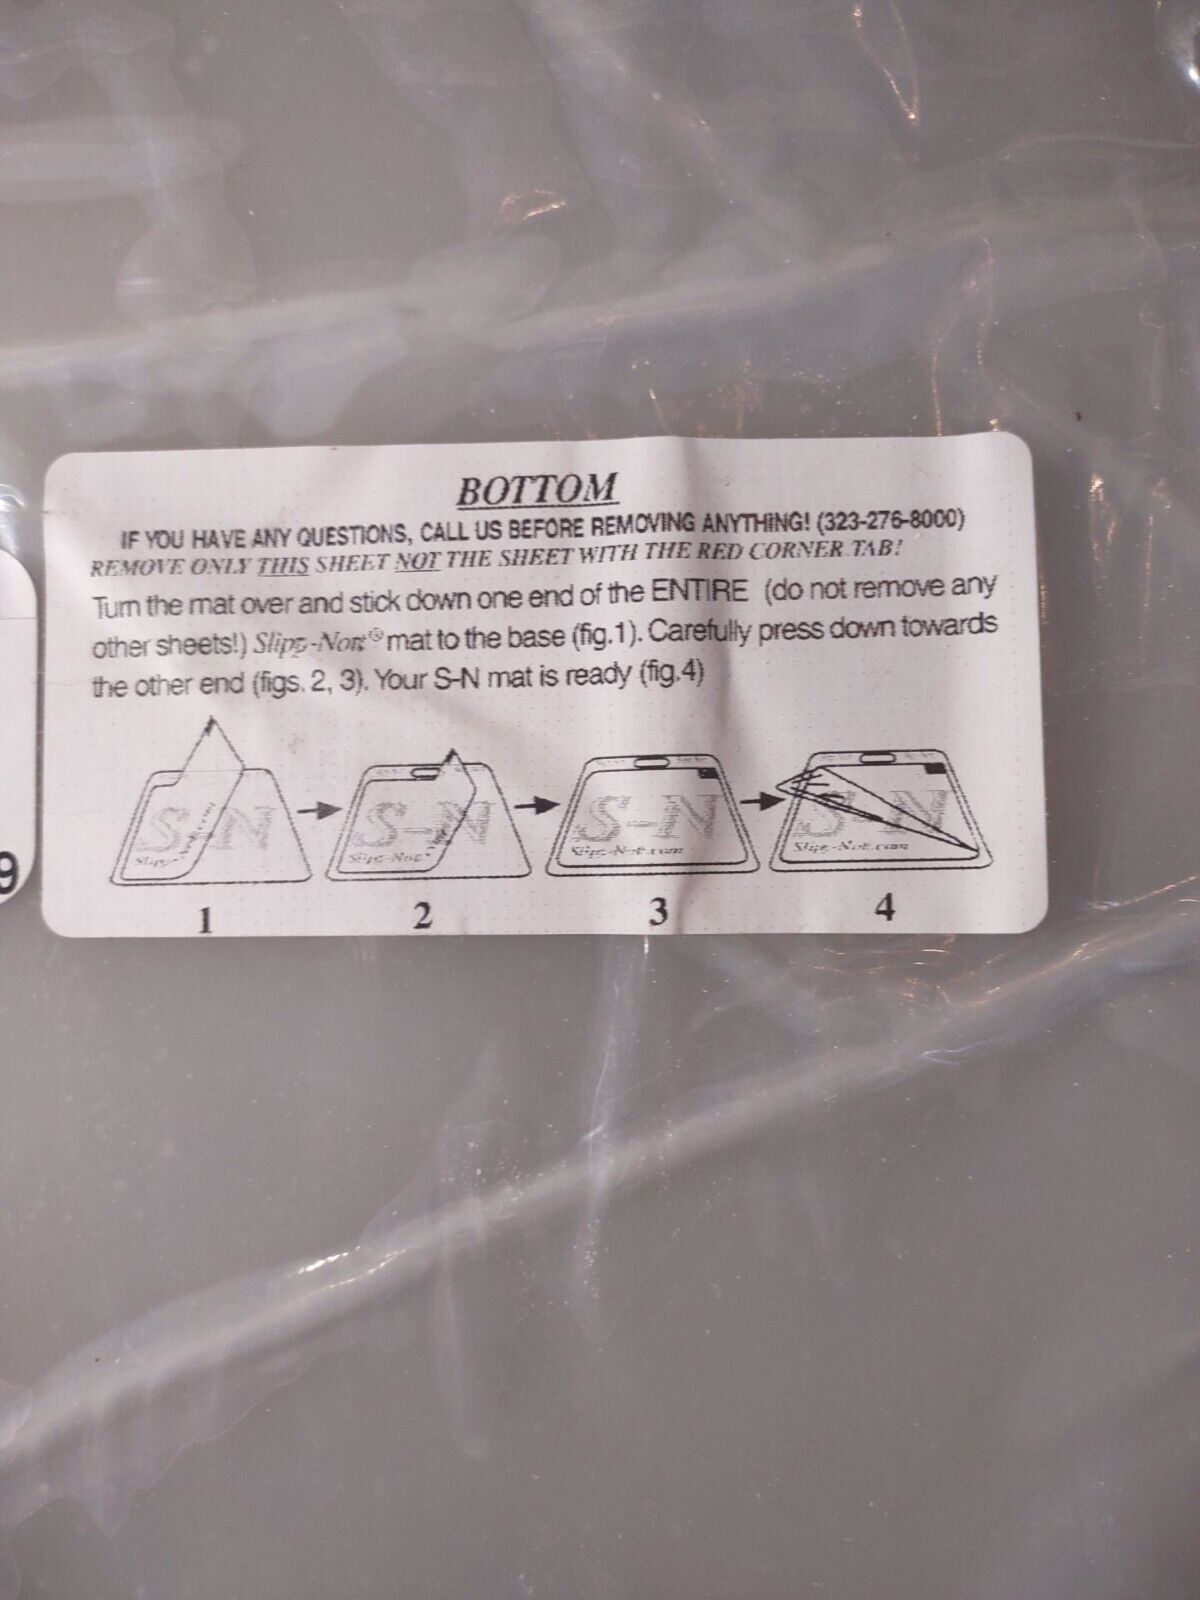 BOTTOM
IF YOU HAVE ANY QUESTIONS, CALL US BEFORE REMOVING ANYTHING! (323-276-8000)
REMOVE ONLY THIS SHEET NOT THE SHEET WITH THE RED CORNER TAB!
Turn the mat over and stick down one end of the ENTIRE (do not remove any
other sheets!) Slipp-Nott® mat to the base (fig.1). Carefully press down towards
the other end (figs. 2, 3). Your S-N mat is ready (fig.4)
S-N S-N S-N S-N
Slipp-Nott Slipp-Nott.com Slipp-Nott.com
1 2 3 4
9